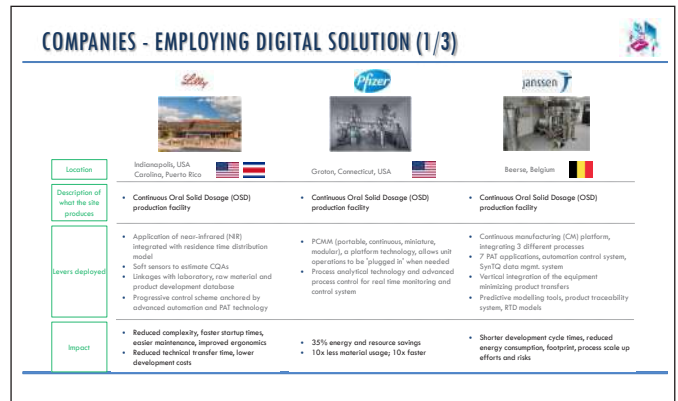 COMPANIES - EMPLOYING DIGITAL SOLUTION (1/3)
Lilly
Pfizer
janssen
Location
Indianapolis, USA
Carolina, Puerto Rico
Groton, Connecticut, USA
Beerse, Belgium
Description of
what the site
produces
• Continuous Oral Solid Dosage (OSD)
production facility
• Continuous Oral Solid Dosage (OSD)
production facility
• Continuous Oral Solid Dosage (OSD)
production facility
Levers deployed
• Application of near-infrared (NIR)
integrated with residence time distribution
model
• Soft sensors to estimate CQAs
• Linkages with laboratory, raw material and
product development database
• Progressive control scheme anchored by
advanced automation and PAT technology
• PCMM (portable, continuous, miniature,
modular), a platform technology, allows unit
operations to be 'plugged in' when needed
• Process analytical technology and advanced
process control for real time monitoring and
control system
• Continuous manufacturing (CM) platform,
integrating 3 different processes
• 7 PAT applications, automation control system,
SynTQ data mgmt. system
• Vertical integration of the equipment
minimizing product transfers
• Predictive modelling tools, product traceability
system, RTD models
Impact
• Reduced complexity, faster startup times,
easier maintenance, improved ergonomics
• Reduced technical transfer time, lower
development costs
• 35% energy and resource savings
• 10x less material usage; 10x faster
• Shorter development cycle times, reduced
energy consumption, footprint, process scale up
efforts and risks